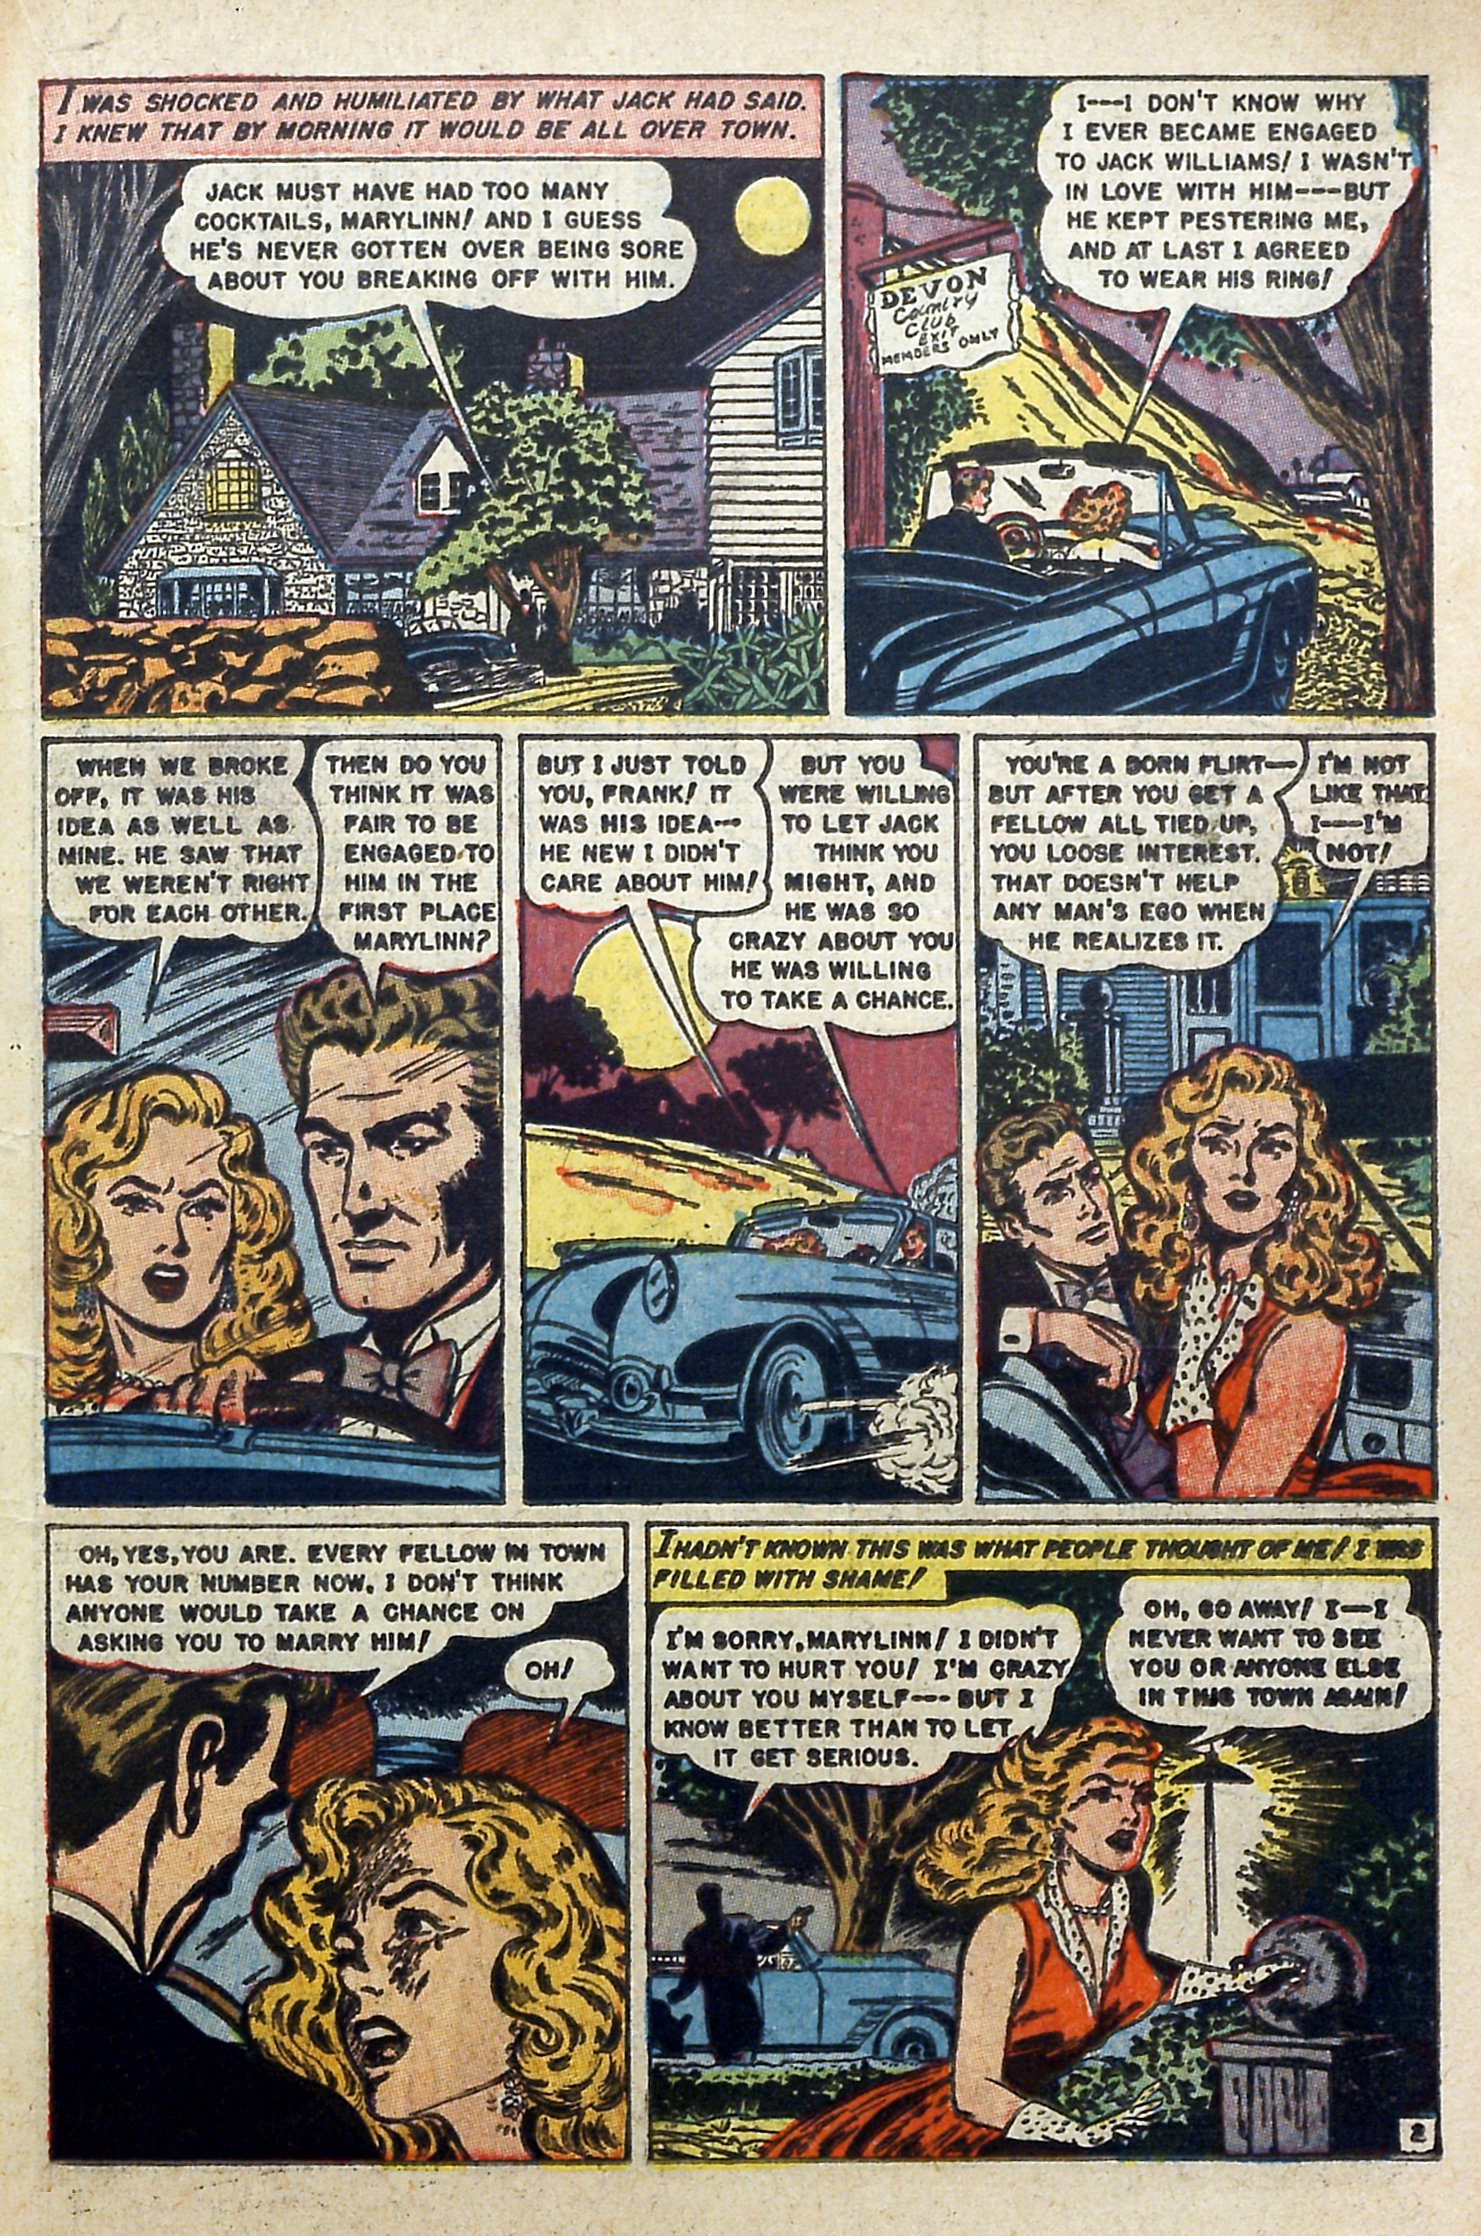 I WAS SHOCKED AND HUMILIATED BY WHAT JACK HAD SAID.
I KNEW THAT BY MORNING IT WOULD BE ALL OVER TOWN.
JACK MUST HAVE HAD TOO MANY
COCKTAILS, MARYLINN! AND I GUESS
HE'S NEVER GOTTEN OVER BEING SORE
ABOUT YOU BREAKING OFF WITH HIM.
I---I DON'T KNOW WHY
I EVER BECAME ENGAGED
TO JACK WILLIAMS! I WASN'T
IN LOVE WITH HIM---BUT
HE KEPT PESTERING ME,
AND AT LAST I AGREED
TO WEAR HIS RING!
DEVON
Country
Club
EXIT
MEMBERS ONLY
WHEN WE BROKE
OFF, IT WAS HIS
IDEA AS WELL AS
MINE. HE SAW THAT
WE WEREN'T RIGHT
FOR EACH OTHER.
THEN DO YOU
THINK IT WAS
FAIR TO BE
ENGAGED TO
HIM IN THE
FIRST PLACE
MARYLINN?
BUT I JUST TOLD
YOU, FRANK! IT
WAS HIS IDEA--
HE NEW I DIDN'T
CARE ABOUT HIM!
BUT YOU
WERE WILLING
TO LET JACK
THINK YOU
MIGHT, AND
HE WAS SO
CRAZY ABOUT YOU
HE WAS WILLING
TO TAKE A CHANCE.
YOU'RE A BORN FLIRT--
BUT AFTER YOU GET A
FELLOW ALL TIED UP,
YOU LOOSE INTEREST.
THAT DOESN'T HELP
ANY MAN'S EGO WHEN
HE REALIZES IT.
I'M NOT
LIKE THAT.
I---I'M
NOT!
OH, YES, YOU ARE. EVERY FELLOW IN TOWN
HAS YOUR NUMBER NOW. I DON'T THINK
ANYONE WOULD TAKE A CHANCE ON
ASKING YOU TO MARRY HIM!
OH!
I HADN'T KNOWN THIS WAS WHAT PEOPLE THOUGHT OF ME! I WAS
FILLED WITH SHAME!
I'M SORRY, MARYLINN! I DIDN'T
WANT TO HURT YOU! I'M CRAZY
ABOUT YOU MYSELF--- BUT I
KNOW BETTER THAN TO LET
IT GET SERIOUS.
OH, GO AWAY! I---I
NEVER WANT TO SEE
YOU OR ANYONE ELSE
IN THIS TOWN AGAIN!
2